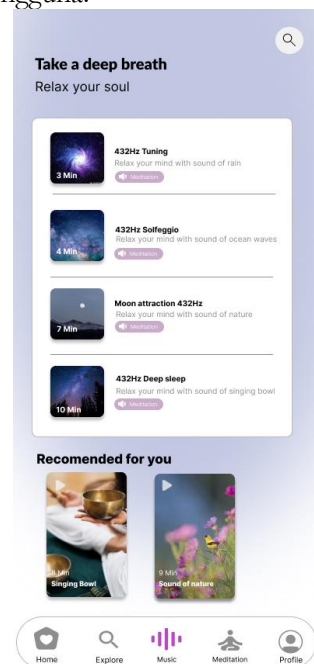 Take a deep breath
Relax your soul
432Hz Tuning
Relax your mind with sound of rain
3 Min
Meditation
432Hz Solfeggio
Relax your mind with sound of ocean waves
4 Min
Meditation
Moon attraction 432Hz
Relax your mind with sound of nature
7 Min
Meditation
432Hz Deep sleep
Relax your mind with sound of singing bowl
10 Min
Meditation
Recomended for you
Min
Singing Bowl
9 Min
Sound of nature
Home
Explore
Music
Meditation
Profile